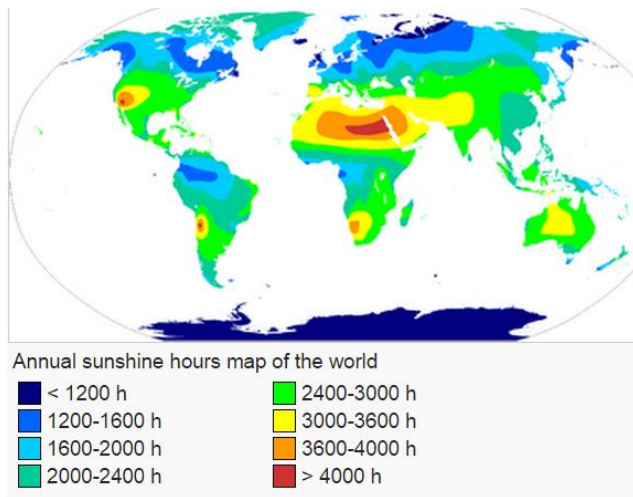 Annual sunshine hours map of the world
< 1200 h
1200-1600 h
1600-2000 h
2000-2400 h
2400-3000 h
3000-3600 h
3600-4000 h
> 4000 h